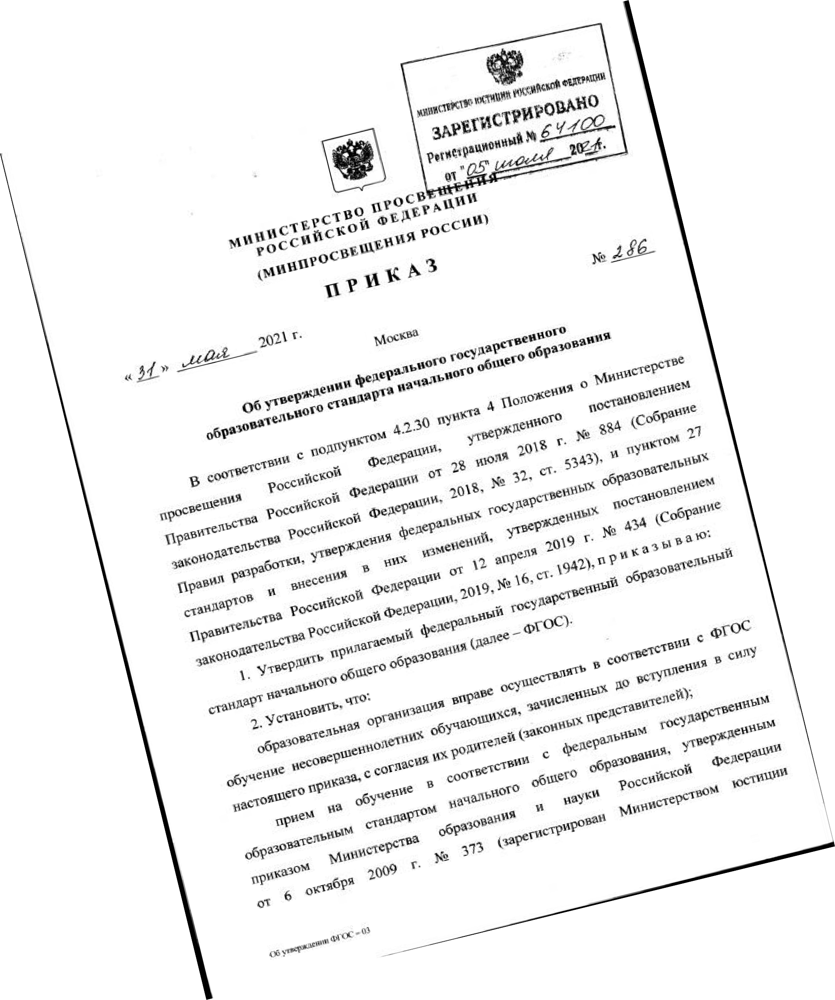 МИНИСТЕРСТВО ЮСТИЦИИ РОССИЙСКОЙ ФЕДЕРАЦИИ
ЗАРЕГИСТРИРОВАНО
Регистрационный № 64100
от "05" июля 2021г.
МИНИСТЕРСТВО ПРОСВЕЩЕНИЯ
РОССИЙСКОЙ ФЕДЕРАЦИИ
(МИНПРОСВЕЩЕНИЯ РОССИИ)
ПРИКАЗ
№ 286
« 31 » мая 2021 г.
Москва
Об утверждении федерального государственного
образовательного стандарта начального общего образования
В соответствии с подпунктом 4.2.30 пункта 4 Положения о Министерстве
просвещения Российской Федерации, утвержденного постановлением
Правительства Российской Федерации от 28 июля 2018 г. № 884 (Собрание
законодательства Российской Федерации, 2018, № 32, ст. 5343), и пунктом 27
Правил разработки, утверждения федеральных государственных образовательных
стандартов и внесения в них изменений, утвержденных постановлением
Правительства Российской Федерации от 12 апреля 2019 г. № 434 (Собрание
законодательства Российской Федерации, 2019, № 16, ст. 1942), п р и к а з ы в а ю:
1. Утвердить прилагаемый федеральный государственный образовательный
стандарт начального общего образования (далее – ФГОС).
2. Установить, что:
образовательная организация вправе осуществлять в соответствии с ФГОС
обучение несовершеннолетних обучающихся, зачисленных до вступления в силу
настоящего приказа, с согласия их родителей (законных представителей);
прием на обучение в соответствии с федеральным государственным
образовательным стандартом начального общего образования, утвержденным
приказом Министерства образования и науки Российской Федерации
от 6 октября 2009 г. № 373 (зарегистрирован Министерством юстиции
Об утверждении ФГОС – 03